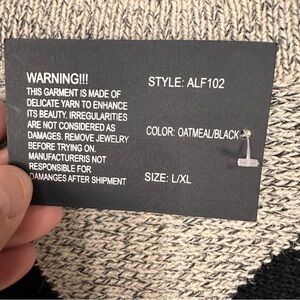 WARNING!!!
THIS GARMENT IS MADE OF
DELICATE YARN TO ENHANCE
ITS BEAUTY. IRREGULARITIES
ARE NOT CONSIDERED AS
DAMAGES. REMOVE JEWELRY
BEFORE TRYING ON.
MANUFACTURERIS NOT
RESPONSIBLE FOR
DAMAGES AFTER SHIPMENT
STYLE: ALF102
COLOR: OATMEAL/BLACK
SIZE: L/XL